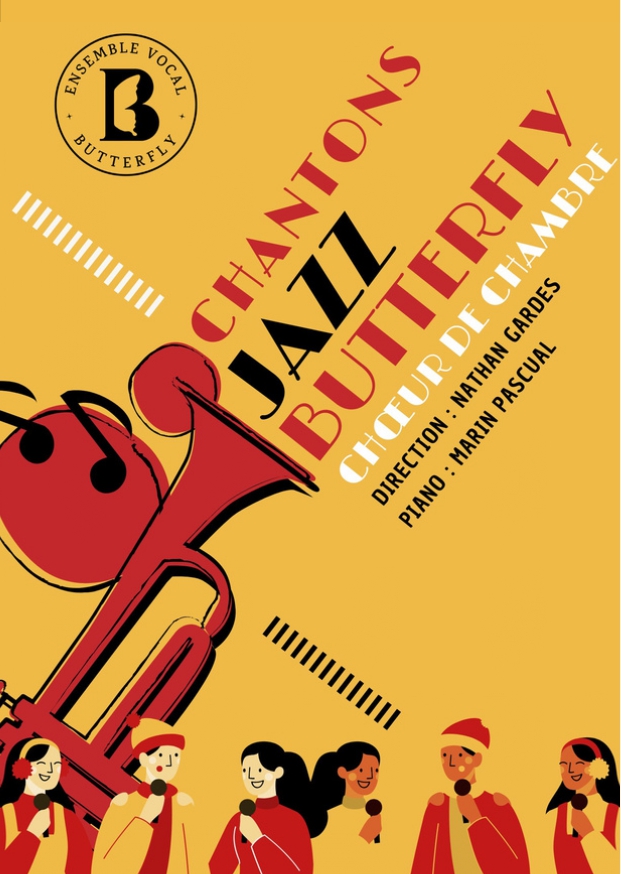 ENSEMBLE VOCAL
B
BUTTERFLY
CHANTONS
JAZZ
BUTTERFLY
CHŒUR DE CHAMBRE
DIRECTION : NATHAN GARDES
PIANO : MARIN PASCUAL